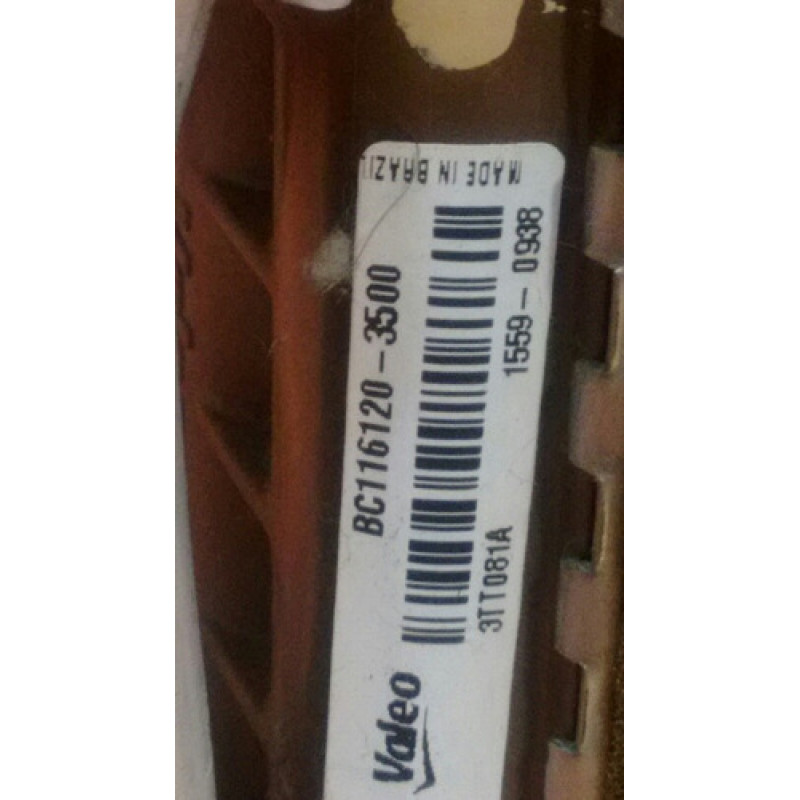 Valeo
BC116120-3500
3TT081A
1559-0938
MADE IN BRAZIL